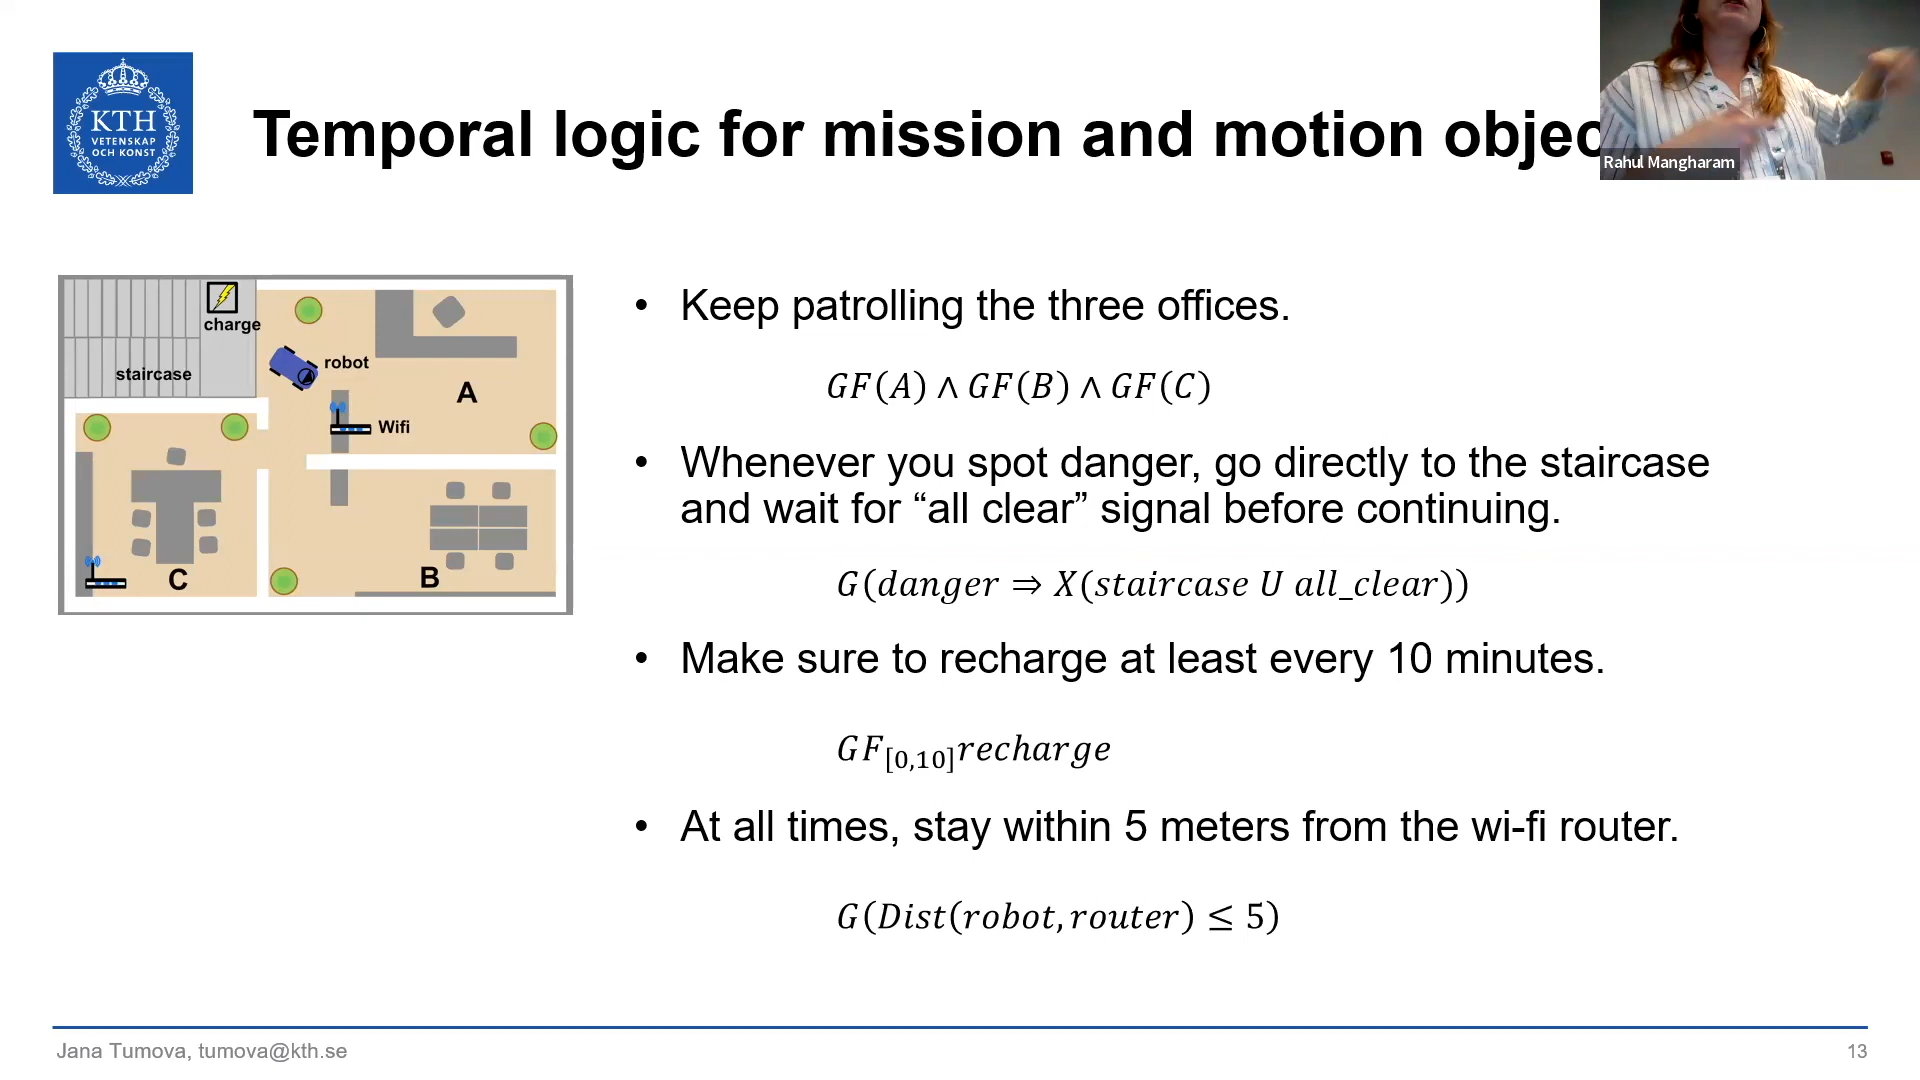 KTH
VETENSKAP
OCH KONST
Temporal logic for mission and motion objec
Rahul Mangharam
charge
staircase
robot
A
Wifi
C
B
• Keep patrolling the three offices.
GF(A) ∧ GF(B) ∧ GF(C)
• Whenever you spot danger, go directly to the staircase
and wait for “all clear” signal before continuing.
G(danger ⇒ X(staircase U all_clear))
• Make sure to recharge at least every 10 minutes.
GF[0,10]recharge
• At all times, stay within 5 meters from the wi-fi router.
G(Dist(robot, router) ≤ 5)
Jana Tumova, tumova@kth.se
13